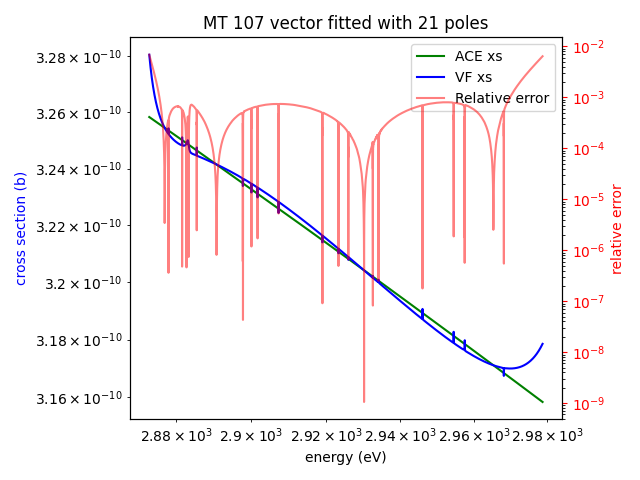 MT 107 vector fitted with 21 poles
ACE xs
VF xs
Relative error
cross section (b)
3.28 × 10⁻¹⁰
3.26 × 10⁻¹⁰
3.24 × 10⁻¹⁰
3.22 × 10⁻¹⁰
3.2 × 10⁻¹⁰
3.18 × 10⁻¹⁰
3.16 × 10⁻¹⁰
10⁻²
10⁻³
10⁻⁴
10⁻⁵
10⁻⁶
10⁻⁷
10⁻⁸
10⁻⁹
relative error
2.88 × 10³ 2.9 × 10³ 2.92 × 10³ 2.94 × 10³ 2.96 × 10³ 2.98 × 10³
energy (eV)